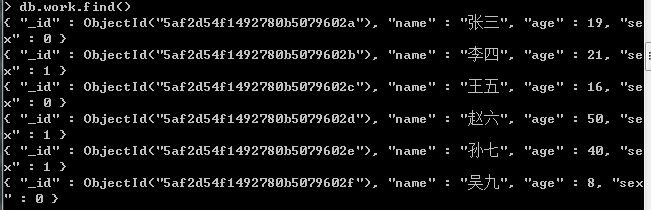 > db.work.find()
{ "_id" : ObjectId("5af2d54f1492780b5079602a"), "name" : "张三", "age" : 19, "se
x" : 0 }
{ "_id" : ObjectId("5af2d54f1492780b5079602b"), "name" : "李四", "age" : 21, "se
x" : 1 }
{ "_id" : ObjectId("5af2d54f1492780b5079602c"), "name" : "王五", "age" : 16, "se
x" : 0 }
{ "_id" : ObjectId("5af2d54f1492780b5079602d"), "name" : "赵六", "age" : 50, "se
x" : 1 }
{ "_id" : ObjectId("5af2d54f1492780b5079602e"), "name" : "孙七", "age" : 40, "se
x" : 1 }
{ "_id" : ObjectId("5af2d54f1492780b5079602f"), "name" : "吴九", "age" : 8, "sex
" : 0 }